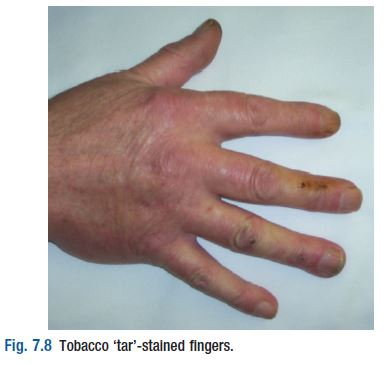 Fig. 7.8 Tobacco ‘tar’-stained fingers.